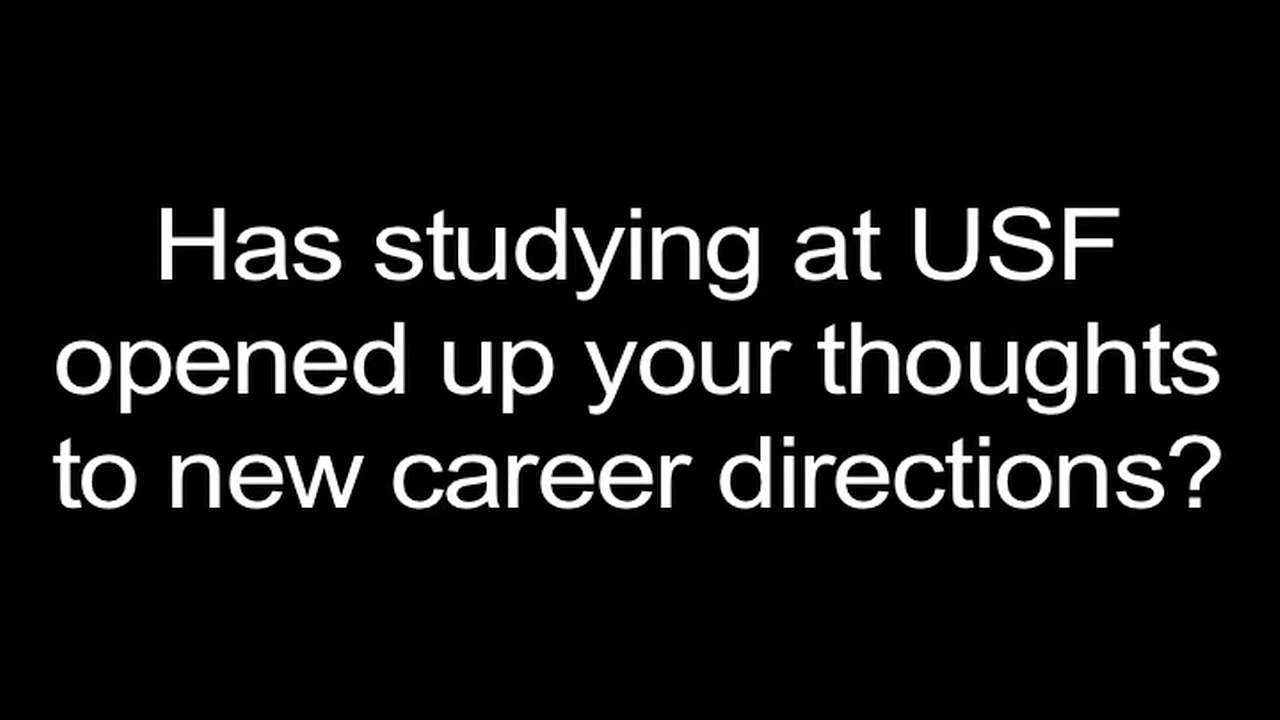 Has studying at USF
opened up your thoughts
to new career directions?